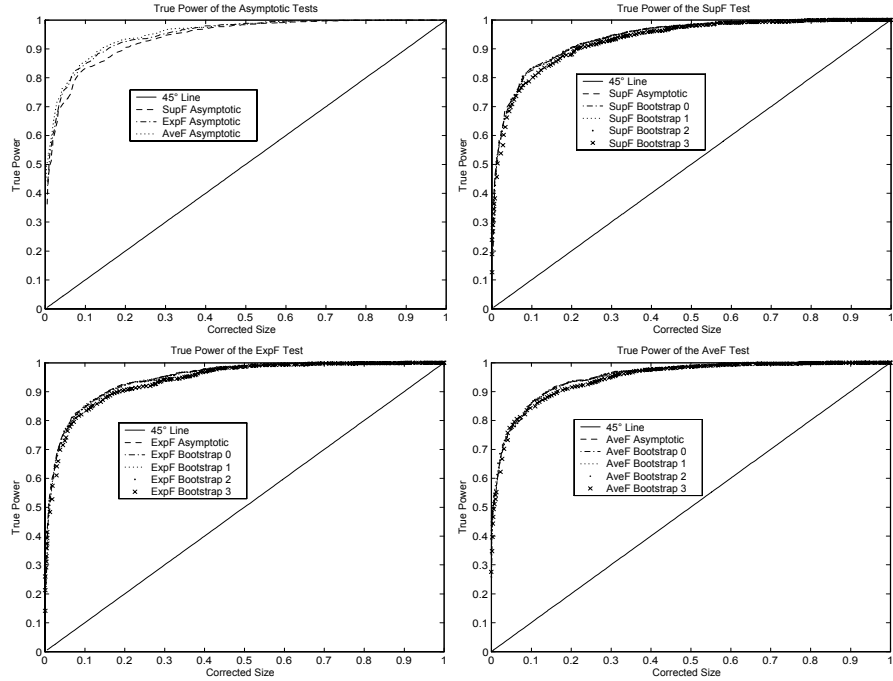 True Power of the Asymptotic Tests
1
0.9
0.8
0.7
0.6
0.5
0.4
0.3
0.2
0.1
0
True Power
45° Line
SupF Asymptotic
ExpF Asymptotic
AveF Asymptotic
0 0.1 0.2 0.3 0.4 0.5 0.6 0.7 0.8 0.9 1
Corrected Size
True Power of the SupF Test
1
0.9
0.8
0.7
0.6
0.5
0.4
0.3
0.2
0.1
0
True Power
45° Line
SupF Asymptotic
SupF Bootstrap 0
SupF Bootstrap 1
SupF Bootstrap 2
SupF Bootstrap 3
0 0.1 0.2 0.3 0.4 0.5 0.6 0.7 0.8 0.9 1
Corrected Size
True Power of the ExpF Test
1
0.9
0.8
0.7
0.6
0.5
0.4
0.3
0.2
0.1
0
True Power
45° Line
ExpF Asymptotic
ExpF Bootstrap 0
ExpF Bootstrap 1
ExpF Bootstrap 2
ExpF Bootstrap 3
0 0.1 0.2 0.3 0.4 0.5 0.6 0.7 0.8 0.9 1
Corrected Size
True Power of the AveF Test
1
0.9
0.8
0.7
0.6
0.5
0.4
0.3
0.2
0.1
0
True Power
45° Line
AveF Asymptotic
AveF Bootstrap 0
AveF Bootstrap 1
AveF Bootstrap 2
AveF Bootstrap 3
0 0.1 0.2 0.3 0.4 0.5 0.6 0.7 0.8 0.9 1
Corrected Size